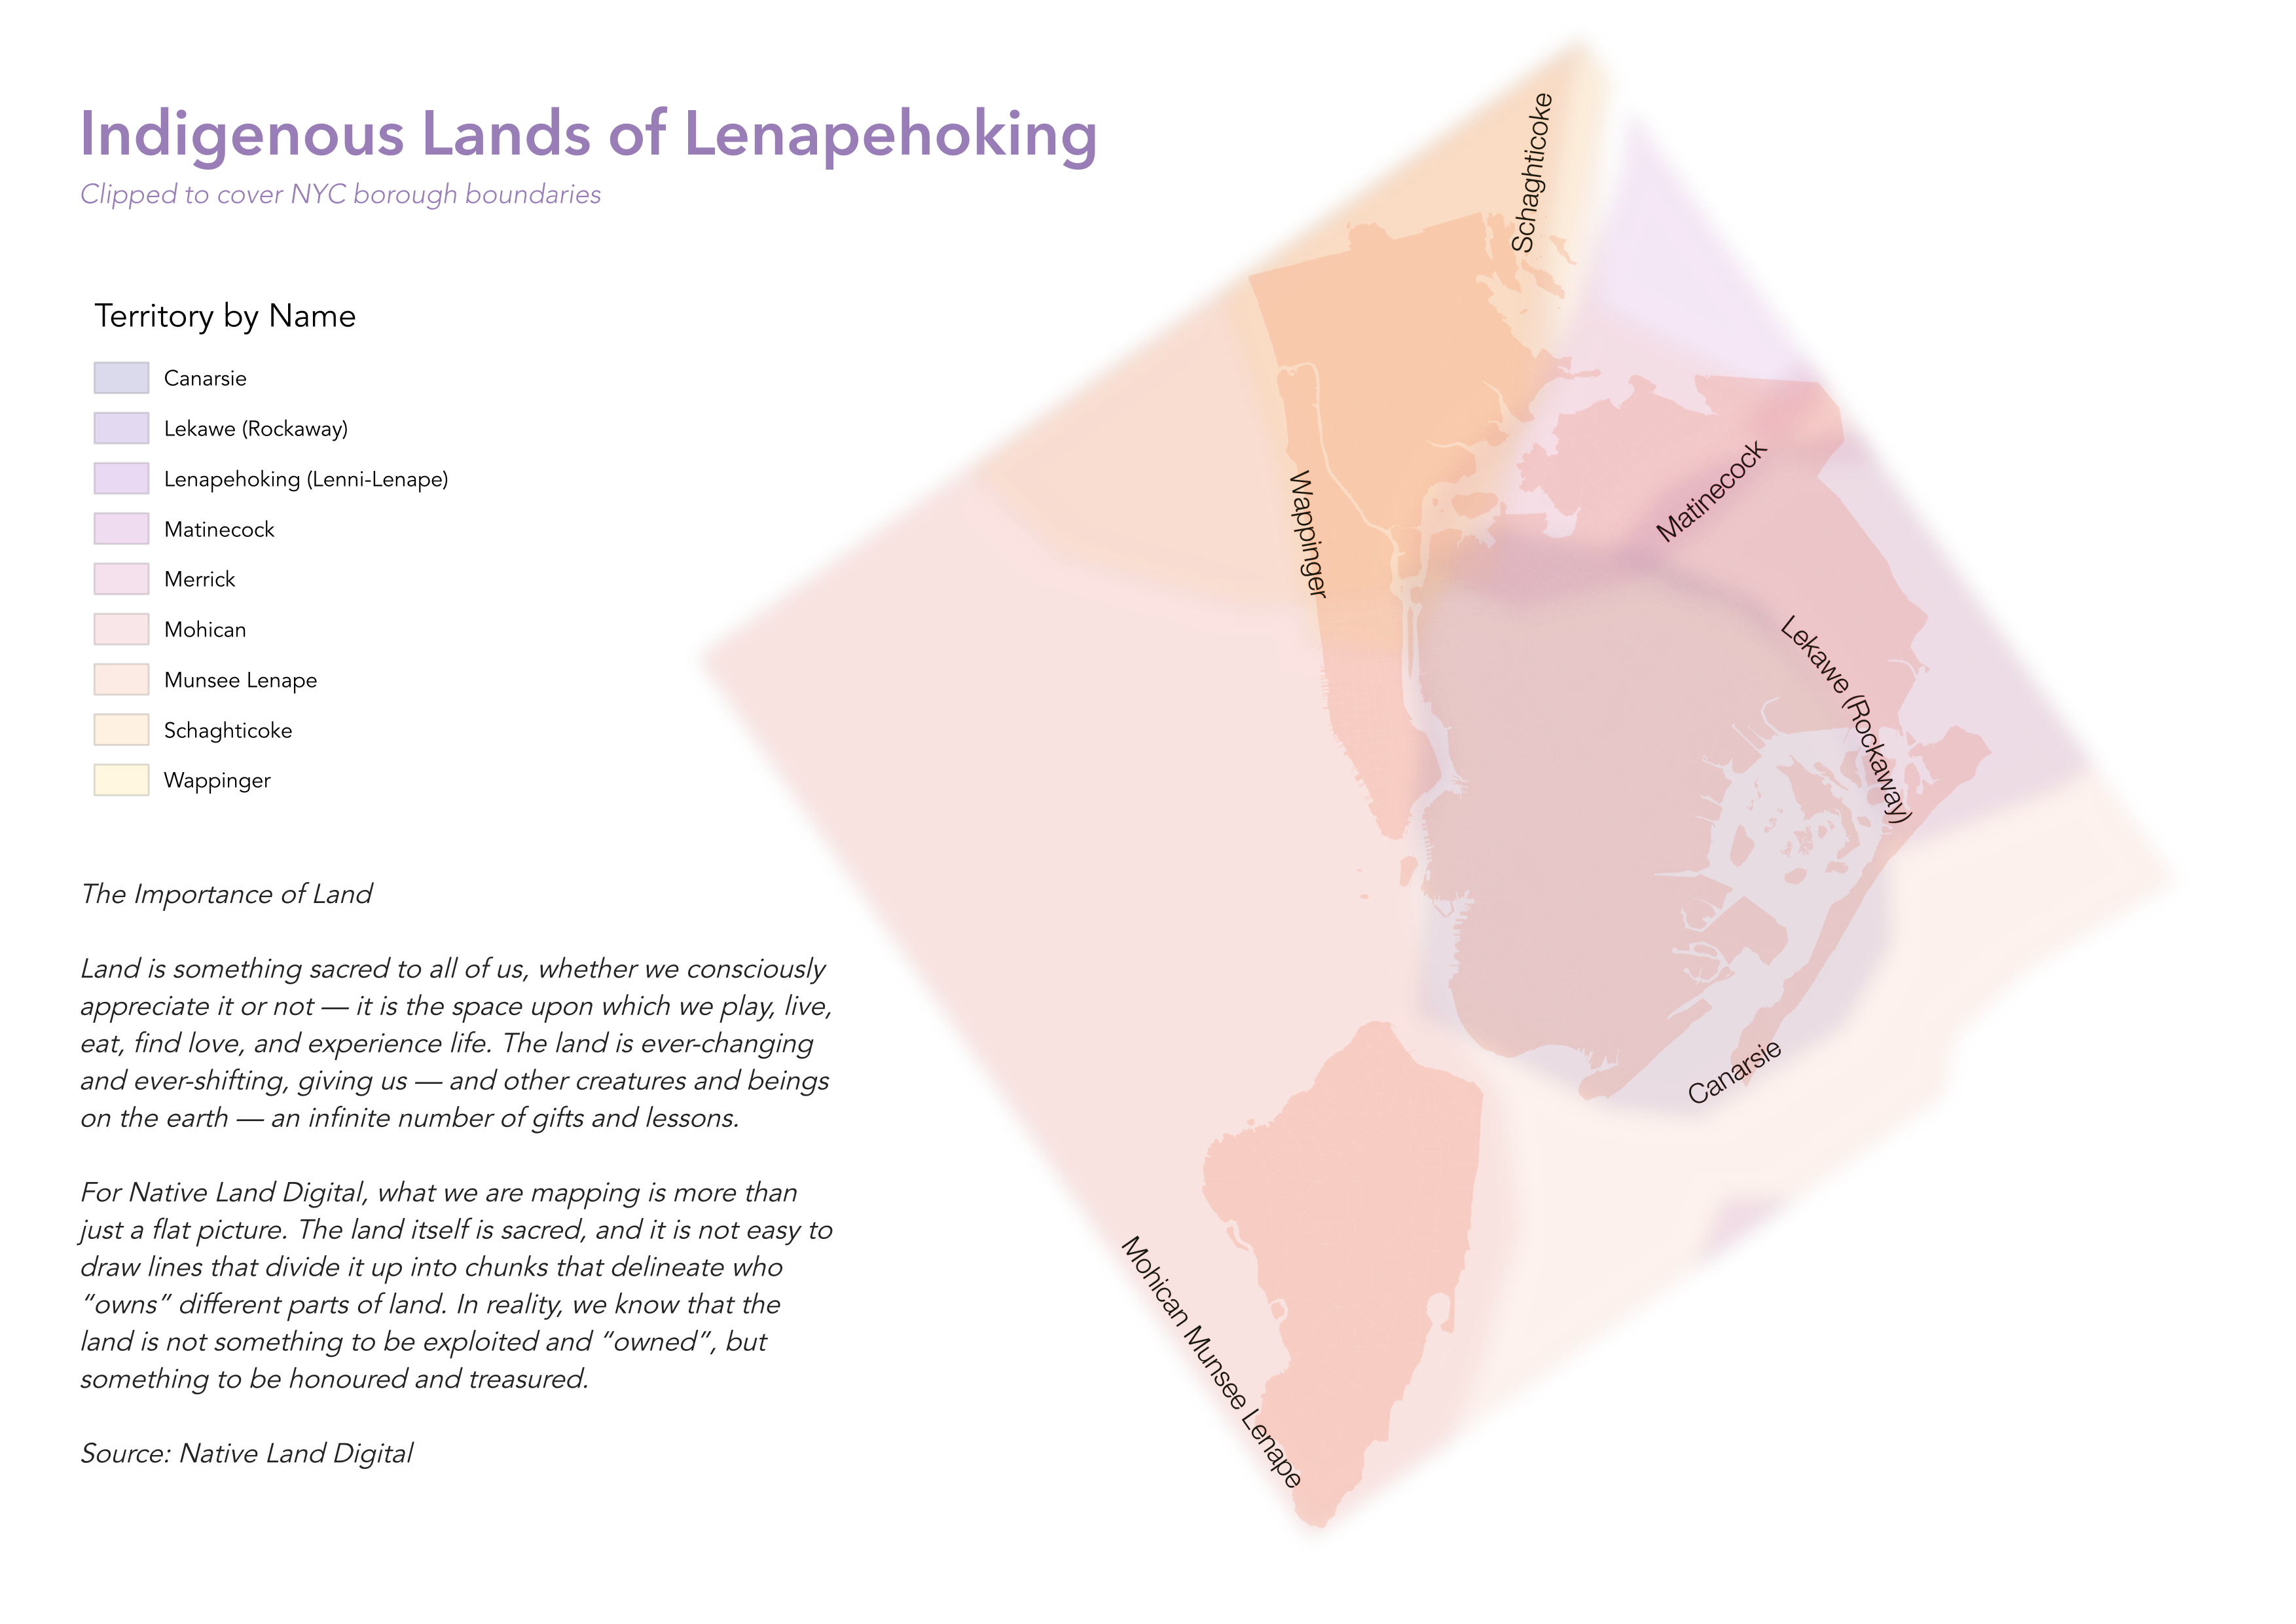 Indigenous Lands of Lenapehoking
Clipped to cover NYC borough boundaries
Territory by Name
Canarsie
Lekawe (Rockaway)
Lenapehoking (Lenni-Lenape)
Matinecock
Merrick
Mohican
Munsee Lenape
Schaghticoke
Wappinger
The Importance of Land
Land is something sacred to all of us, whether we consciously
appreciate it or not — it is the space upon which we play, live,
eat, find love, and experience life. The land is ever-changing
and ever-shifting, giving us — and other creatures and beings
on the earth — an infinite number of gifts and lessons.
For Native Land Digital, what we are mapping is more than
just a flat picture. The land itself is sacred, and it is not easy to
draw lines that divide it up into chunks that delineate who
“owns” different parts of land. In reality, we know that the
land is not something to be exploited and “owned”, but
something to be honoured and treasured.
Source: Native Land Digital
Schaghticoke
Wappinger
Matinecock
Lekawe (Rockaway)
Canarsie
Mohican Munsee Lenape